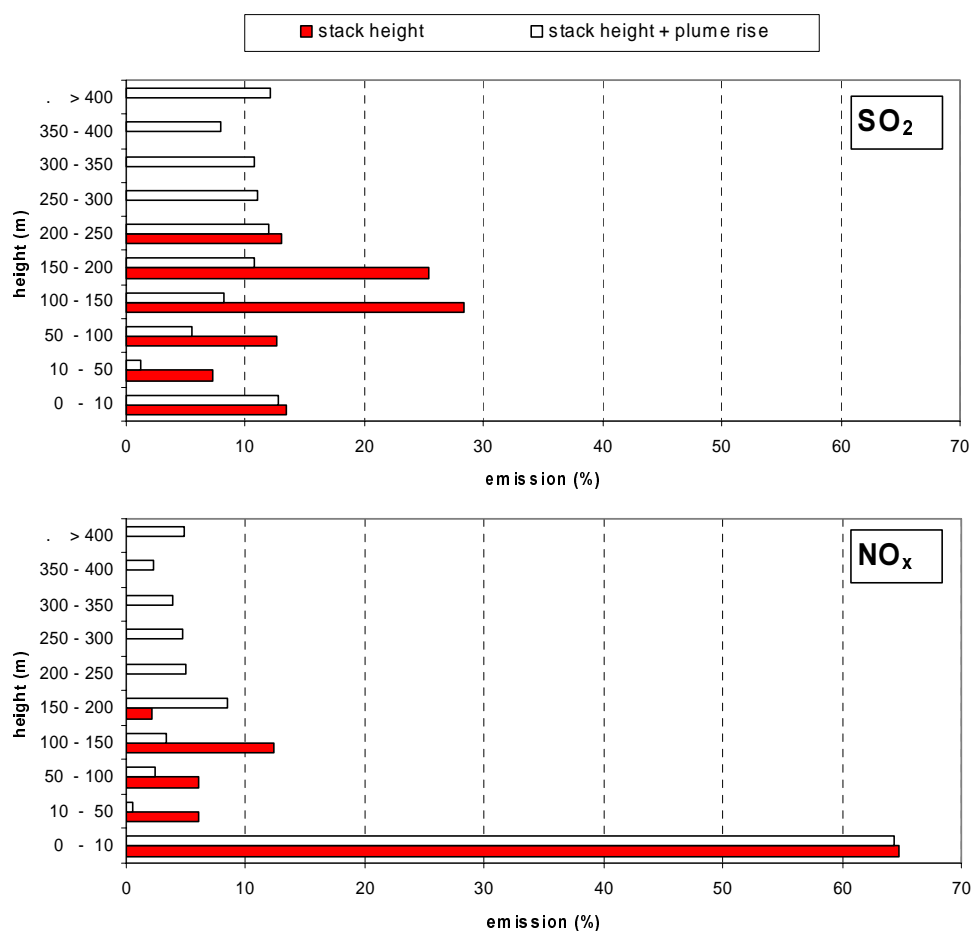 stack height stack height + plume rise
SO₂
height (m)
. > 400
350 - 400
300 - 350
250 - 300
200 - 250
150 - 200
100 - 150
50 - 100
10 - 50
0 - 10
0 10 20 30 40 50 60 70
emission (%)
NOₓ
height (m)
. > 400
350 - 400
300 - 350
250 - 300
200 - 250
150 - 200
100 - 150
50 - 100
10 - 50
0 - 10
0 10 20 30 40 50 60 70
emission (%)